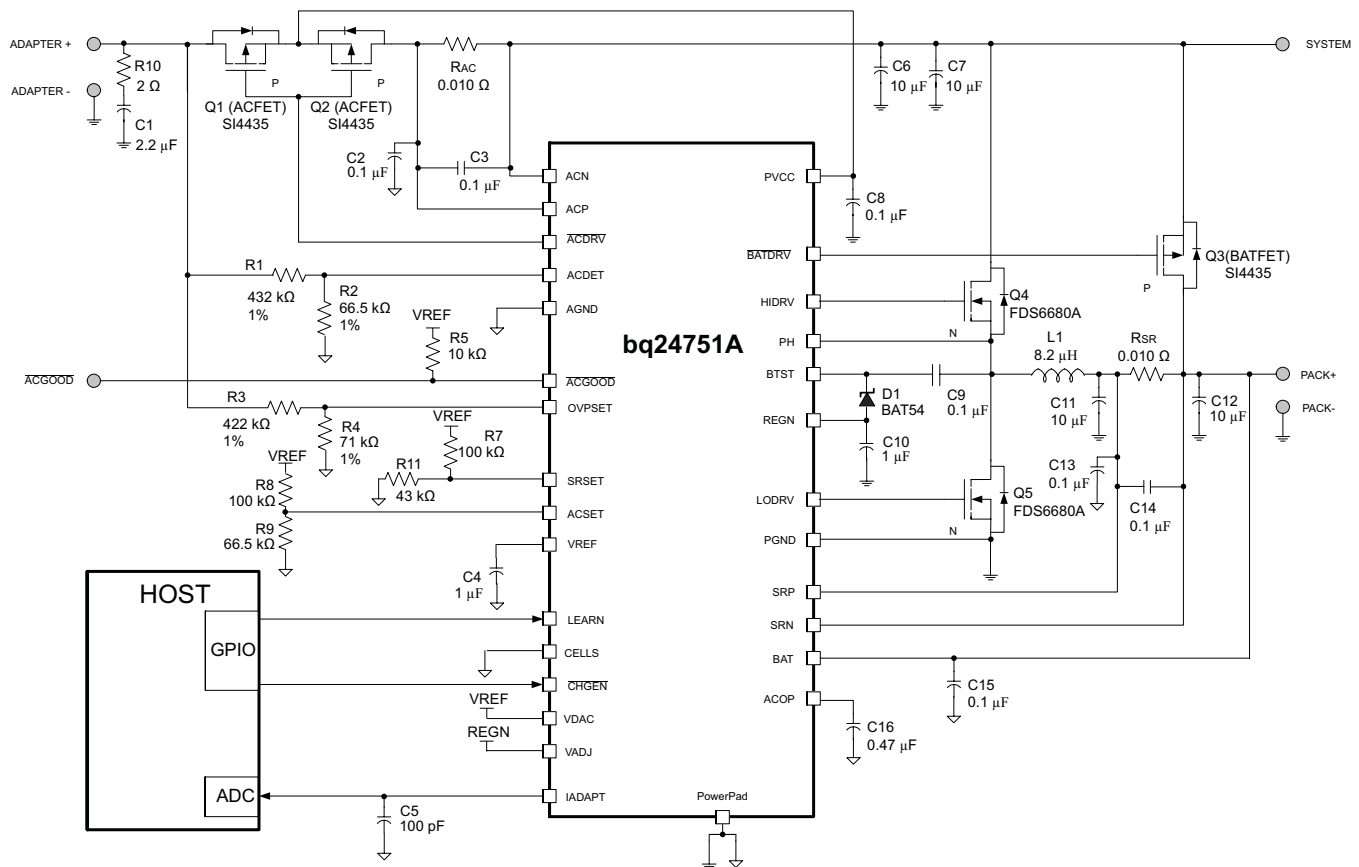 ADAPTER +
ADAPTER -
R10
2 Ω
C1
2.2 µF
P
Q1 (ACFET)
SI4435
P
Q2 (ACFET)
SI4435
RAC
0.010 Ω
C2
0.1 µF
C3
0.1 µF
C6
10 µF
C7
10 µF
SYSTEM
C8
0.1 µF
Q3(BATFET)
SI4435
P
R1
432 kΩ
1%
R2
66.5 kΩ
1%
VREF
R5
10 kΩ
ACGOOD
R3
422 kΩ
1%
R4
71 kΩ
1%
VREF
R7
100 kΩ
R11
43 kΩ
VREF
R8
100 kΩ
R9
66.5 kΩ
C4
1 µF
HOST
GPIO
ADC
VREF
REGN
C5
100 pF
bq24751A
ACN
ACP
ACDRV
ACDET
AGND
ACGOOD
OVPSET
SRSET
ACSET
VREF
LEARN
CELLS
CHGEN
VDAC
VADJ
IADAPT
PowerPad
PVCC
BATDRV
HIDRV
PH
BTST
REGN
LODRV
PGND
SRP
SRN
BAT
ACOP
Q4
FDS6680A
N
D1
BAT54
C9
0.1 µF
C10
1 µF
L1
8.2 µH
RSR
0.010 Ω
C11
10 µF
C12
10 µF
PACK+
PACK-
C13
0.1 µF
C14
0.1 µF
Q5
FDS6680A
N
C15
0.1 µF
C16
0.47 µF